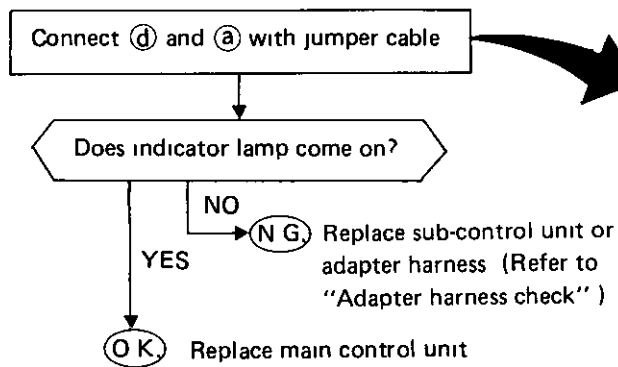 Connect ⓓ and ⓐ with jumper cable
Does indicator lamp come on?
NO
N G. Replace sub-control unit or
adapter harness (Refer to
"Adapter harness check" )
YES
O K. Replace main control unit